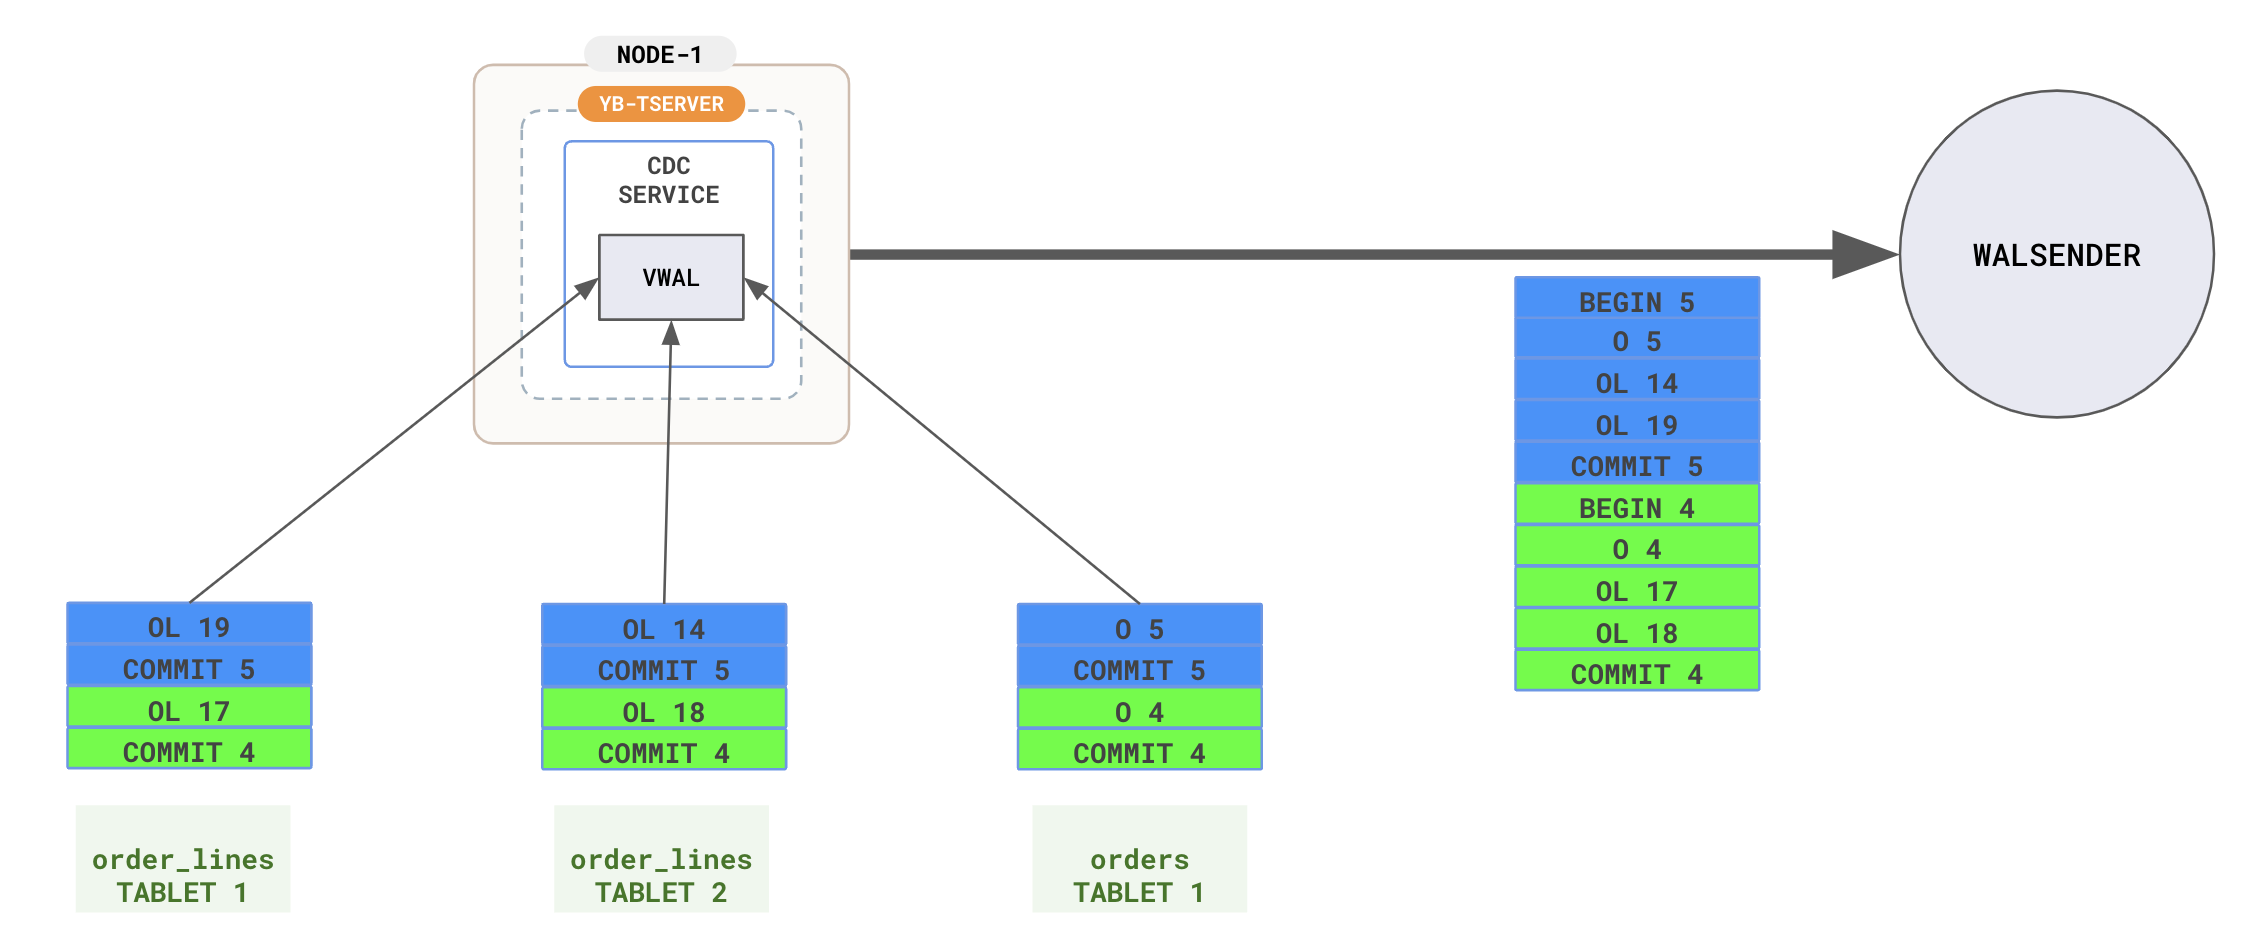 NODE-1
YB-TSERVER
CDC
SERVICE
VWAL
WALSENDER
BEGIN 5
O 5
OL 14
OL 19
COMMIT 5
BEGIN 4
O 4
OL 17
OL 18
COMMIT 4
OL 19
COMMIT 5
OL 17
COMMIT 4
order_lines
TABLET 1
OL 14
COMMIT 5
OL 18
COMMIT 4
order_lines
TABLET 2
O 5
COMMIT 5
O 4
COMMIT 4
orders
TABLET 1